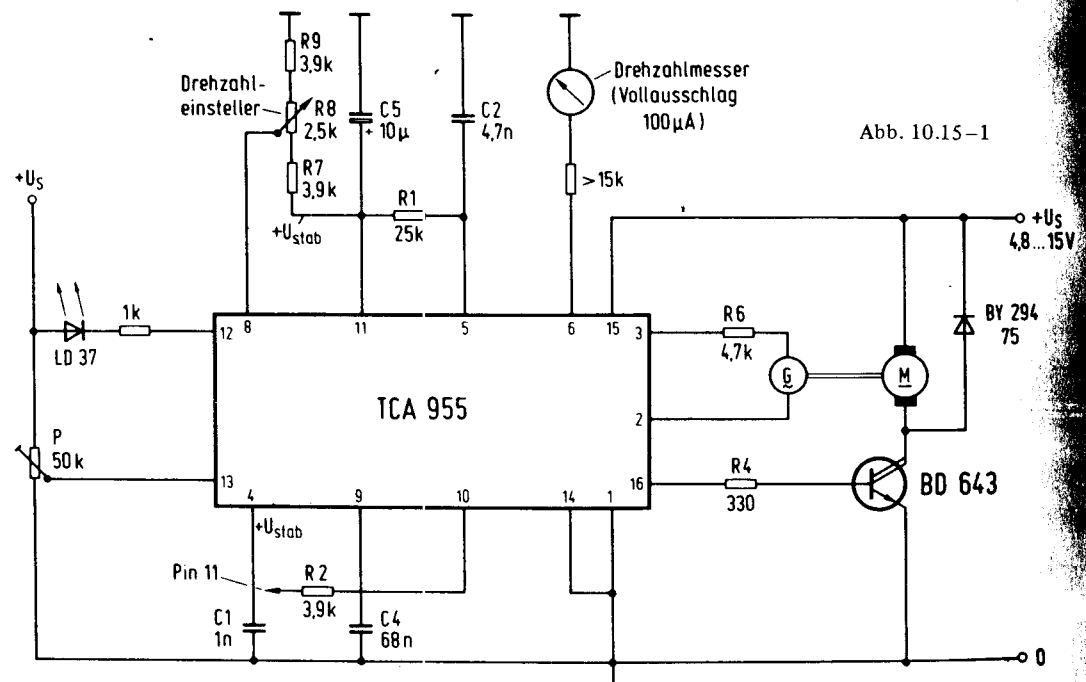 R9
3,9k
Drehzahl-
einsteller
R8
2,5k
R7
3,9k
+Ustab
C5
+ 10µ
R1
25k
C2
4,7n
Drehzahlmesser
(Vollausschlag
100µA)
>15k
Abb. 10.15–1
+Us
+Us
4,8...15V
LD 37
1k
12
8
11
5
6
15
3
R6
4,7k
G
M
BY 294
75
TCA 955
2
P
50k
13
4
9
10
14
1
16
R4
330
BD 643
+Ustab
Pin 11
R2
3,9k
C1
1n
C4
68n
0